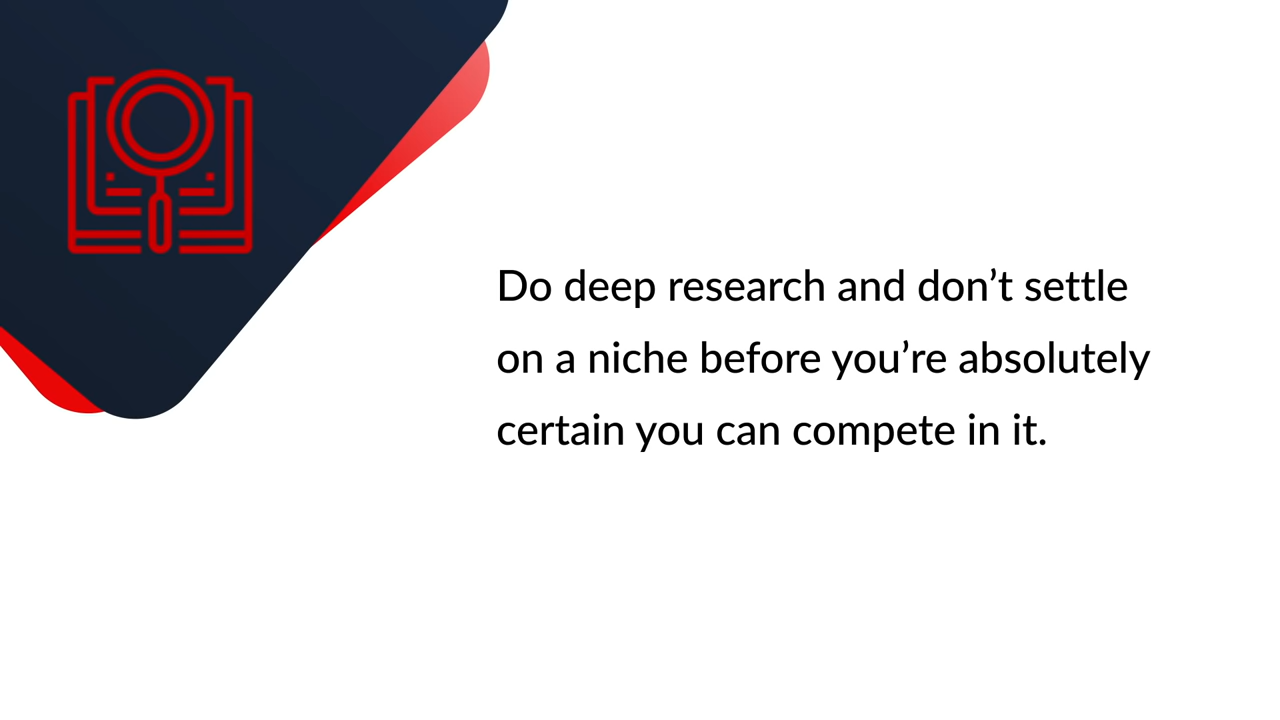 Do deep research and don’t settle
on a niche before you’re absolutely
certain you can compete in it.